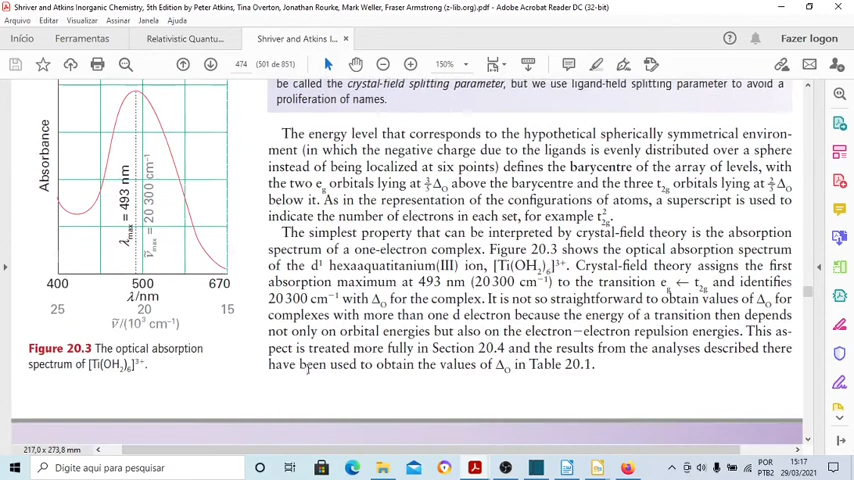 Shriver and Atkins Inorganic Chemistry, 5th Edition by Peter Atkins, Tina Overton, Jonathan Rourke, Mark Weller, Fraser Armstrong (z-lib.org).pdf - Adobe Acrobat Reader DC (32-bit)
Arquivo Editar Visualizar Assinar Janela Ajuda
Início Ferramentas Relativistic Quantu... Shriver and Atkins I... × Fazer logon
474 (501 de 851) 150%
be called the crystal-field splitting parameter, but we use ligand-field splitting parameter to avoid a
proliferation of names.
The energy level that corresponds to the hypothetical spherically symmetrical environ-
ment (in which the negative charge due to the ligands is evenly distributed over a sphere
instead of being localized at six points) defines the barycentre of the array of levels, with
the two eg orbitals lying at 3/5 ΔO above the barycentre and the three t2g orbitals lying at 2/5 ΔO
below it. As in the representation of the configurations of atoms, a superscript is used to
indicate the number of electrons in each set, for example t2g².
The simplest property that can be interpreted by crystal-field theory is the absorption
spectrum of a one-electron complex. Figure 20.3 shows the optical absorption spectrum
of the d¹ hexaaquatitanium(III) ion, [Ti(OH₂)₆]³⁺. Crystal-field theory assigns the first
absorption maximum at 493 nm (20 300 cm⁻¹) to the transition eg ← t2g and identifies
20 300 cm⁻¹ with ΔO for the complex. It is not so straightforward to obtain values of ΔO for
complexes with more than one d electron because the energy of a transition then depends
not only on orbital energies but also on the electron–electron repulsion energies. This as-
pect is treated more fully in Section 20.4 and the results from the analyses described there
have been used to obtain the values of ΔO in Table 20.1.
Absorbance
λmax = 493 nm
ṽmax = 20 300 cm⁻¹
400 500 670
λ/nm
25 20 15
ṽ/(10³ cm⁻¹)
Figure 20.3 The optical absorption
spectrum of [Ti(OH₂)₆]³⁺.
217,0 x 273,8 mm
Digite aqui para pesquisar
POR
PTB2
15:17
29/03/2021